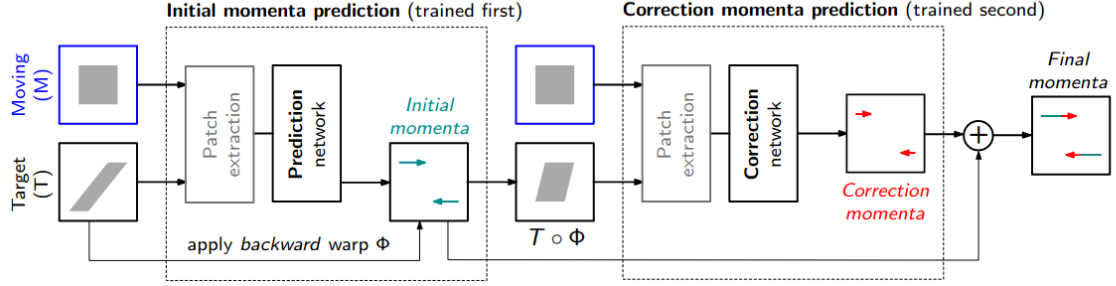 Initial momenta prediction (trained first)
Correction momenta prediction (trained second)
Moving
(M)
Target
(T)
Patch
extraction
Prediction
network
Initial
momenta
apply backward warp Φ
T ∘ Φ
Patch
extraction
Correction
network
Correction
momenta
+
Final
momenta